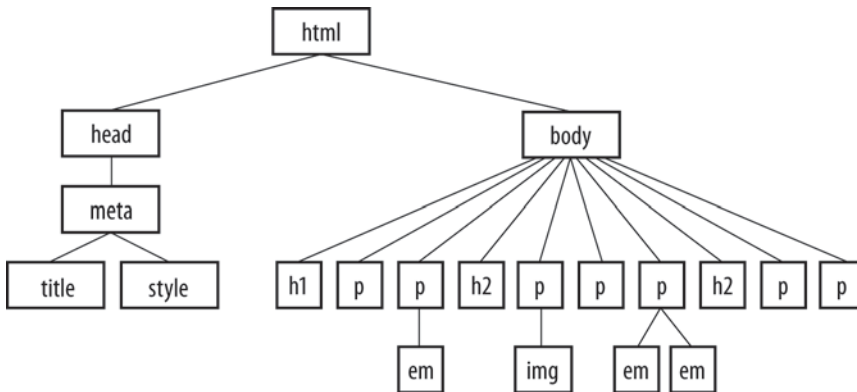 html
head body
meta
title style h1 p p h2 p p p h2 p p
em img em em